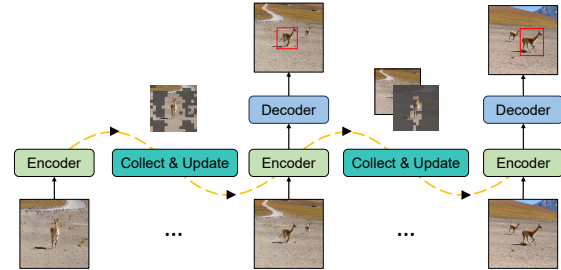 Decoder
Decoder
Encoder
Collect & Update
Encoder
Collect & Update
Encoder
...
...